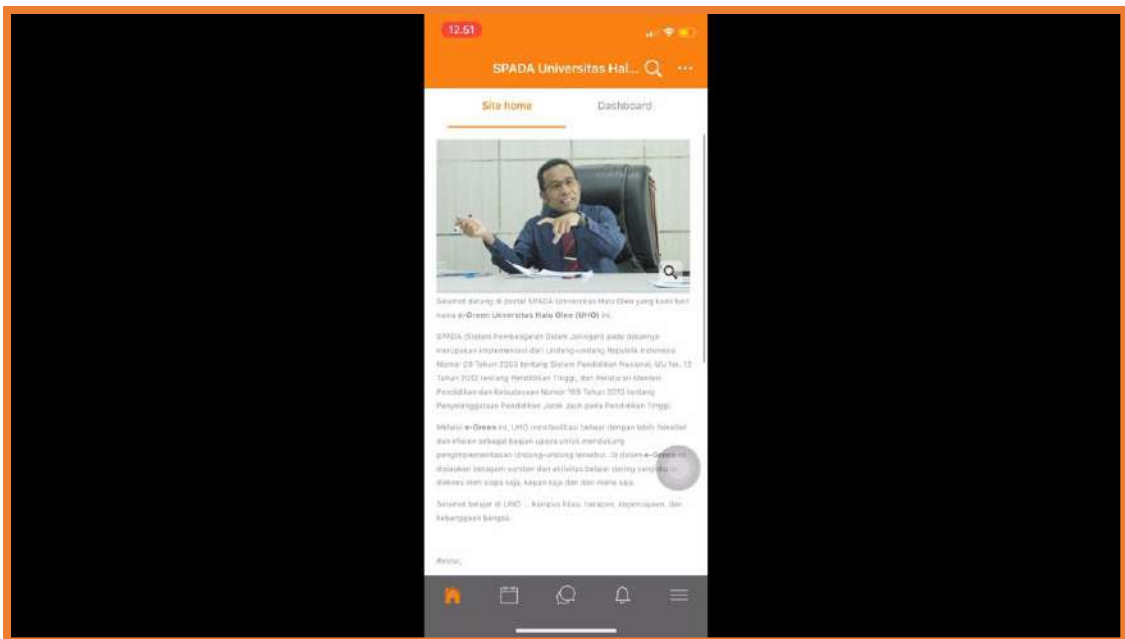 12.51
SPADA Universitas Hal...
Site home
Dashboard
Selamat datang di portal SPADA Universitas Halu Oleo yang kami beri
nama e-Green Universitas Halu Oleo (UHO) ini.
SPADA (Sistem Pembelajaran Dalam Jaringan) pada dasarnya
merupakan implementasi dari Undang-undang Republik Indonesia
Nomor 20 Tahun 2003 tentang Sistem Pendidikan Nasional, UU No. 12
Tahun 2012 tentang Pendidikan Tinggi, dan Peraturan Menteri
Pendidikan dan Kebudayaan Nomor 109 Tahun 2013 tentang
Penyelenggaraan Pendidikan Jarak Jauh pada Pendidikan Tinggi.
Melalui e-Green ini, UHO memfasilitasi belajar dengan lebih fleksibel
dan efisien sebagai bagian upaya untuk mendukung
pengimplementasian Undang-undang tersebut. Di dalam e-Green ini
disiapkan beragam sumber dan aktivitas belajar daring yang
diakses oleh siapa saja, kapan saja dan dari mana saja.
Selamat belajar di UHO ... kampus hijau, harapan, kepercayaan, dan
kebanggaan bangsa.
Rektor,